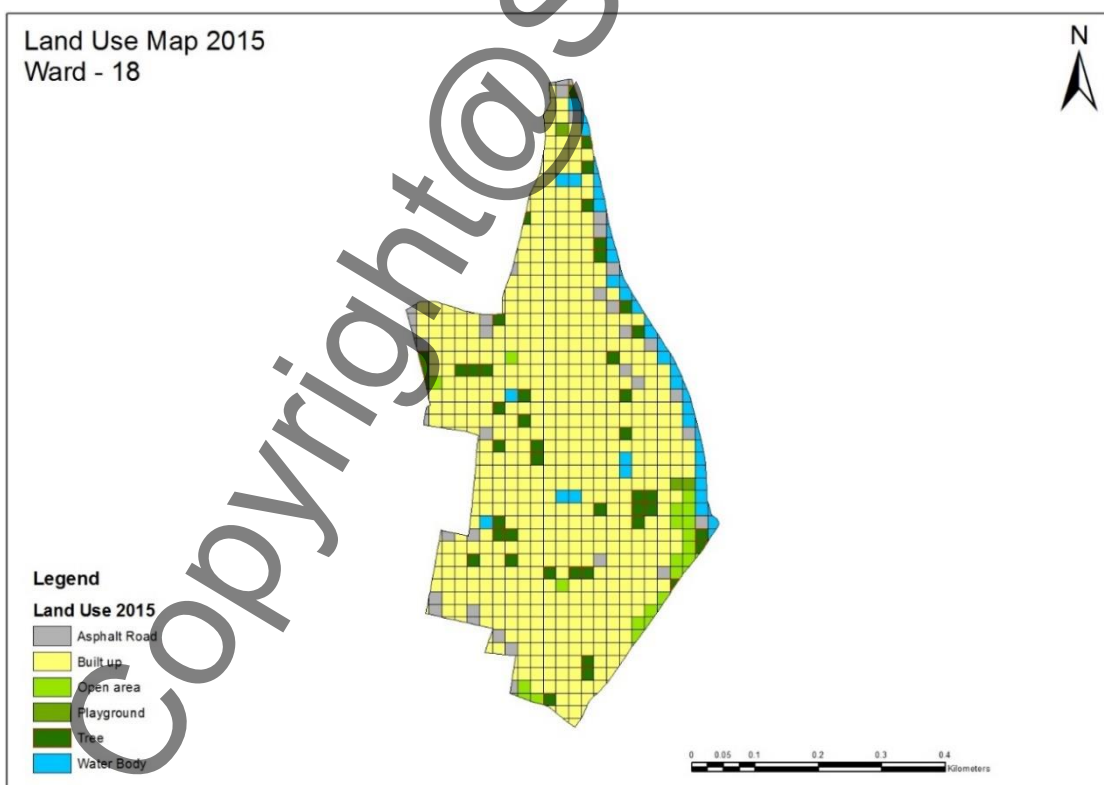 Land Use Map 2015
Ward - 18
N
Copyright@S
Legend
Land Use 2015
Asphalt Road
Built up
Open area
Playground
Tree
Water Body
0 0.05 0.1 0.2 0.3 0.4
Kilometers